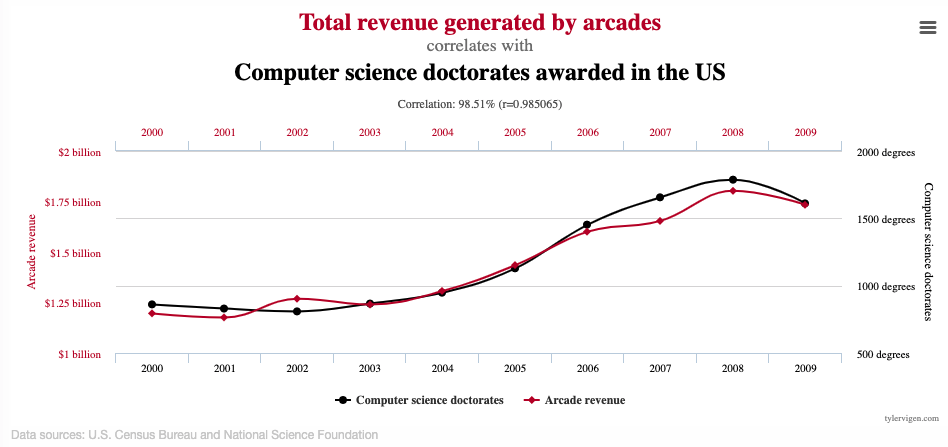 Total revenue generated by arcades
correlates with
Computer science doctorates awarded in the US
Correlation: 98.51% (r=0.985065)
2000 2001 2002 2003 2004 2005 2006 2007 2008 2009
$2 billion 2000 degrees
$1.75 billion
1500 degrees
$1.5 billion
1000 degrees
$1.25 billion
$1 billion 500 degrees
Arcade revenue
Computer science doctorates
2000 2001 2002 2003 2004 2005 2006 2007 2008 2009
Computer science doctorates Arcade revenue
tylervigen.com
Data sources: U.S. Census Bureau and National Science Foundation